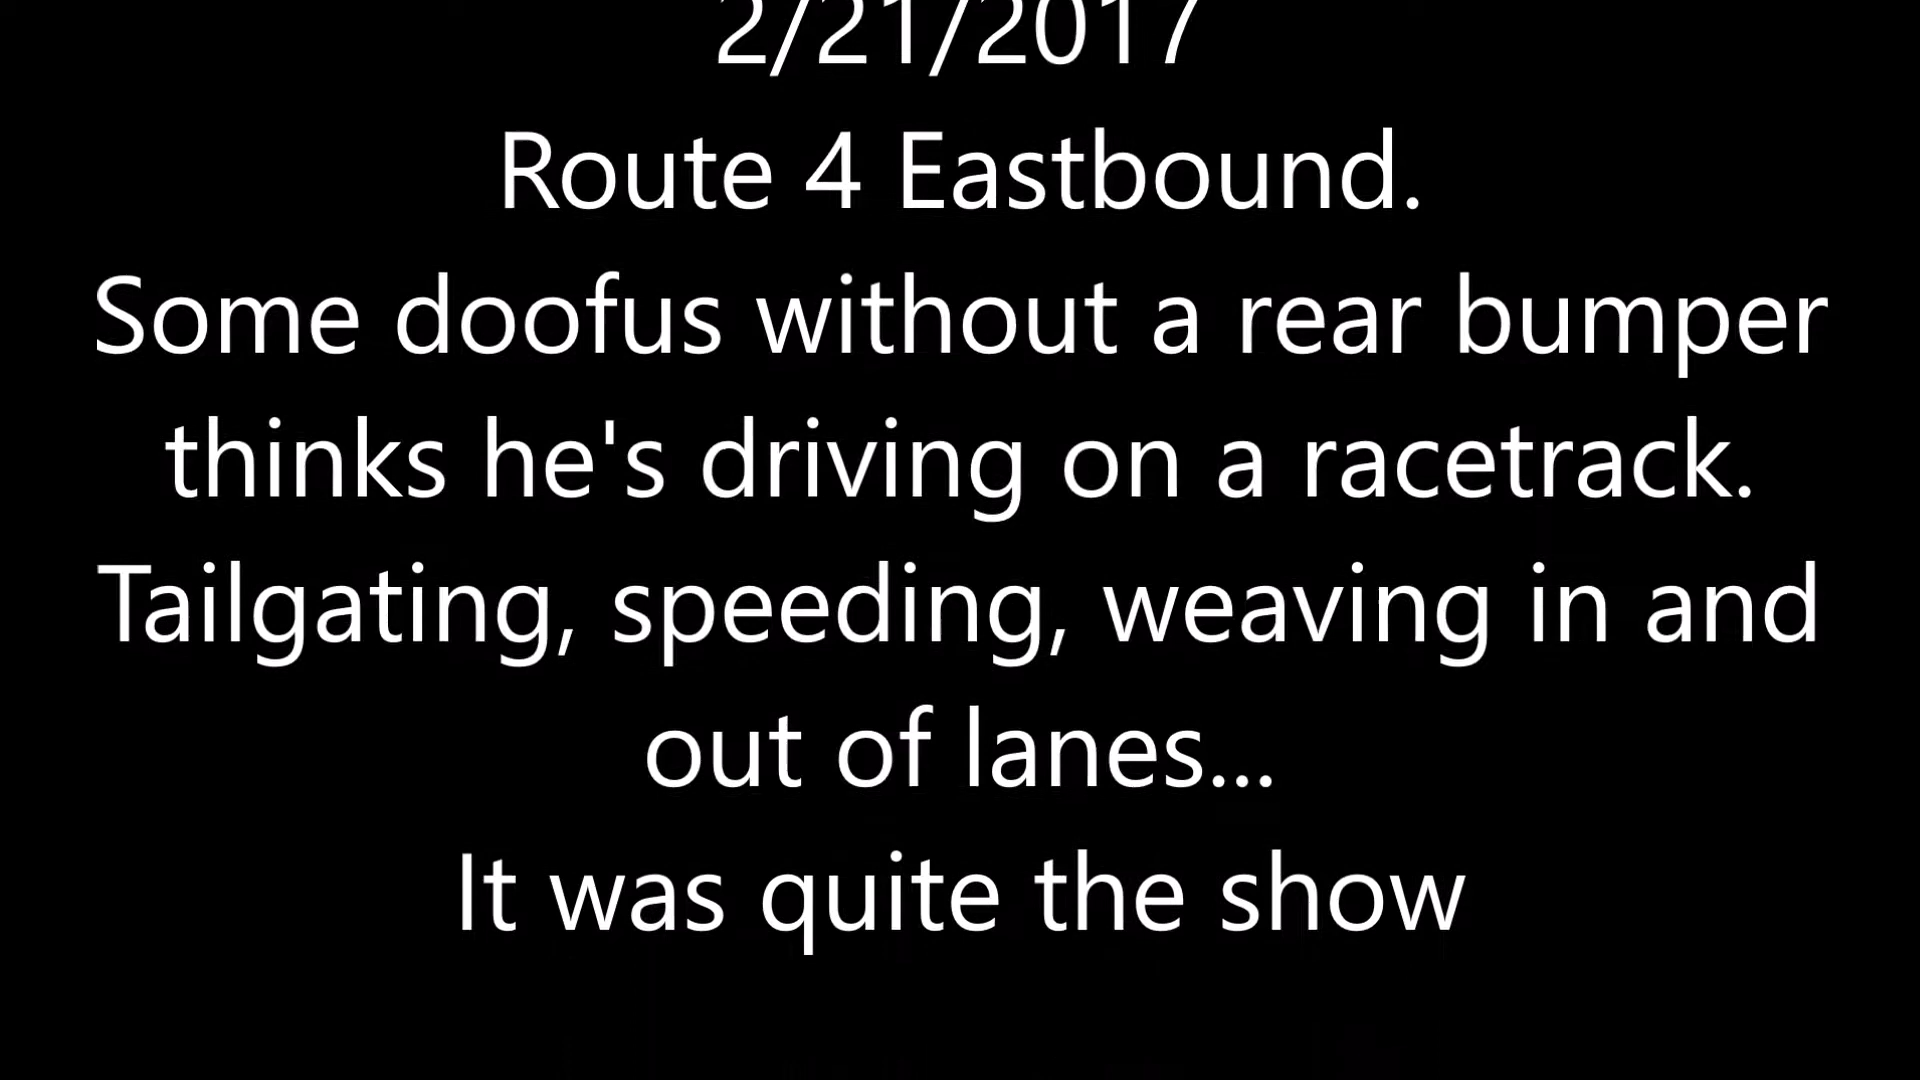 2/21/2017
Route 4 Eastbound.
Some doofus without a rear bumper
thinks he's driving on a racetrack.
Tailgating, speeding, weaving in and
out of lanes...
It was quite the show